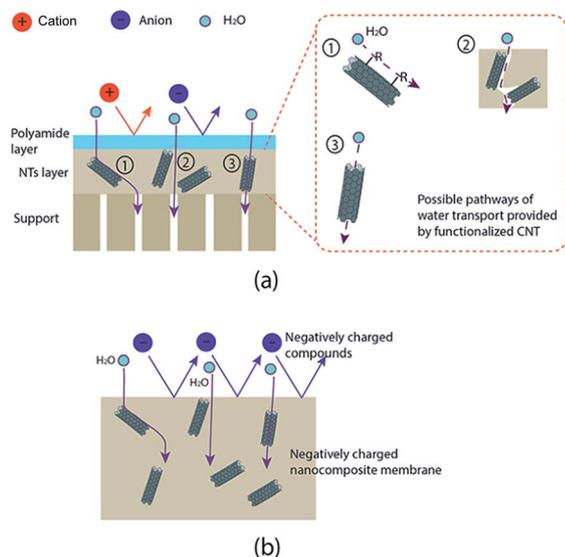 + Cation
− Anion
H₂O
+
−
Polyamide
layer
NTs layer
Support
①
②
③
①
H₂O
R
R
②
③
Possible pathways of
water transport provided
by functionalized CNT
(a)
−
−
−
Negatively charged
compounds
H₂O
H₂O
Negatively charged
nanocomposite membrane
(b)